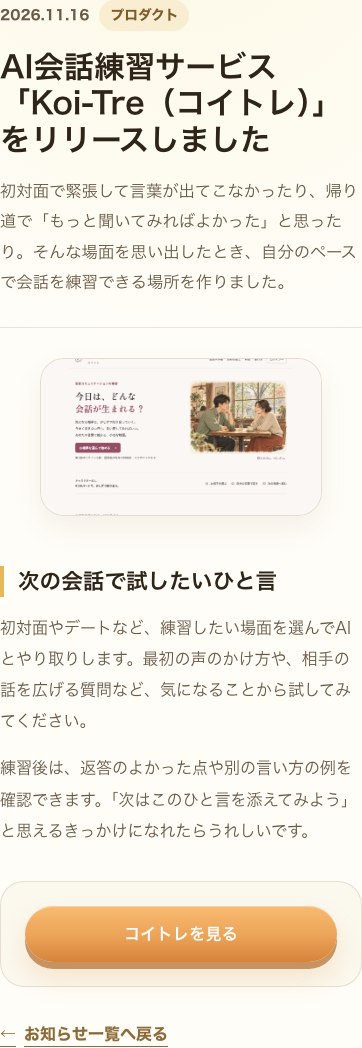 2026.11.16 プロダクト
AI会話練習サービス
「Koi-Tre（コイトレ）」
をリリースしました
初対面で緊張して言葉が出てこなかったり、帰り
道で「もっと聞いてみればよかった」と思った
り。そんな場面を思い出したとき、自分のペース
で会話を練習できる場所を作りました。
今日は、どんな
会話が生まれる？
次の会話で試したいひと言
初対面やデートなど、練習したい場面を選んでAI
とやり取りします。最初の声のかけ方や、相手の
話を広げる質問など、気になることから試してみ
てください。
練習後は、返答のよかった点や別の言い方の例を
確認できます。「次はこのひと言を添えてみよう」
と思えるきっかけになれたらうれしいです。
コイトレを見る
← お知らせ一覧へ戻る